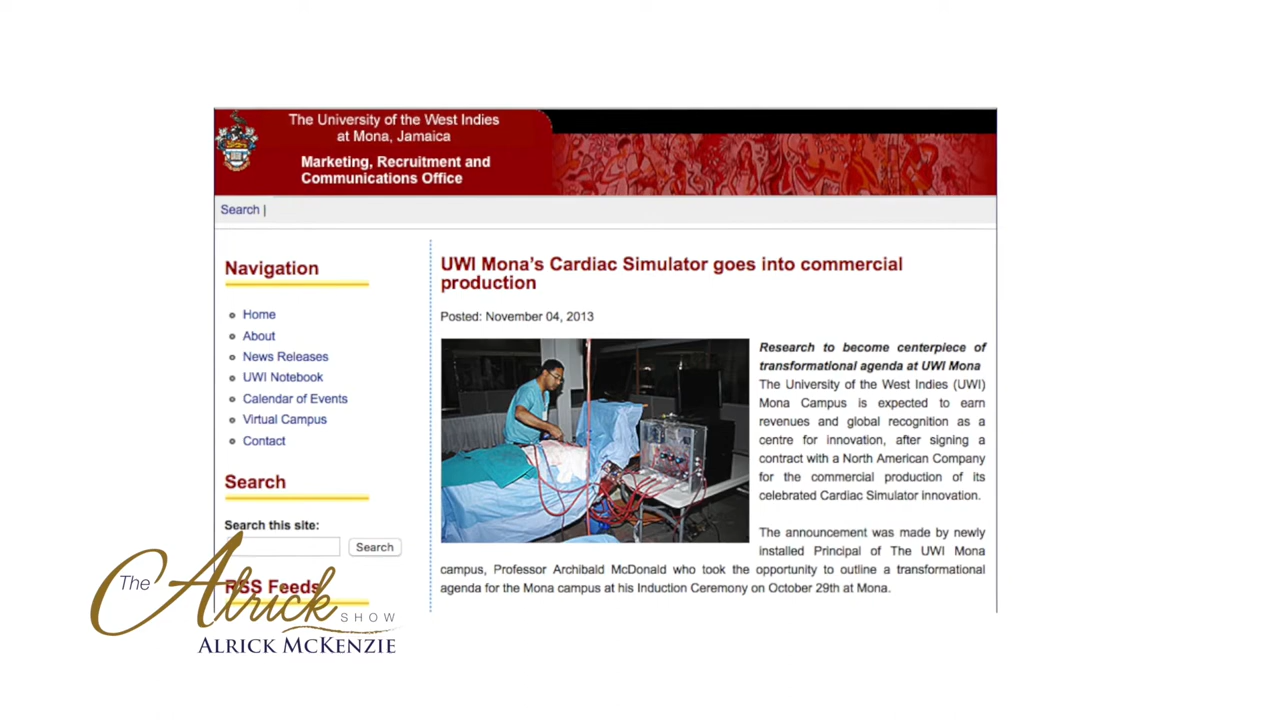 The University of the West Indies
at Mona, Jamaica
Marketing, Recruitment and
Communications Office
Search |
Navigation
Home
About
News Releases
UWI Notebook
Calendar of Events
Virtual Campus
Contact
Search
Search this site:
Search
RSS Feeds
UWI Mona's Cardiac Simulator goes into commercial
production
Posted: November 04, 2013
Research to become centerpiece of
transformational agenda at UWI Mona
The University of the West Indies (UWI)
Mona Campus is expected to earn
revenues and global recognition as a
centre for innovation, after signing a
contract with a North American Company
for the commercial production of its
celebrated Cardiac Simulator innovation.
The announcement was made by newly
installed Principal of The UWI Mona
campus, Professor Archibald McDonald who took the opportunity to outline a transformational
agenda for the Mona campus at his Induction Ceremony on October 29th at Mona.
The Alrick SHOW
ALRICK MCKENZIE